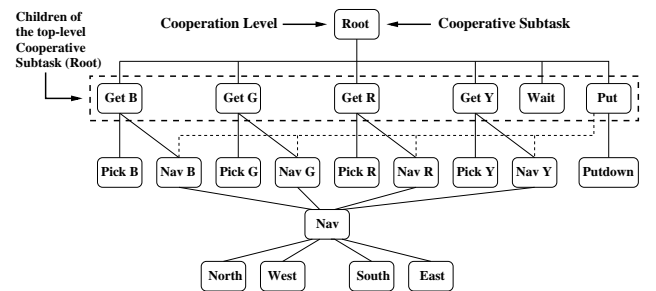 Children of
the top-level
Cooperative
Subtask (Root)
Cooperation Level
Root
Cooperative Subtask
Get B
Get G
Get R
Get Y
Wait
Put
Pick B
Nav B
Pick G
Nav G
Pick R
Nav R
Pick Y
Nav Y
Putdown
Nav
North
West
South
East